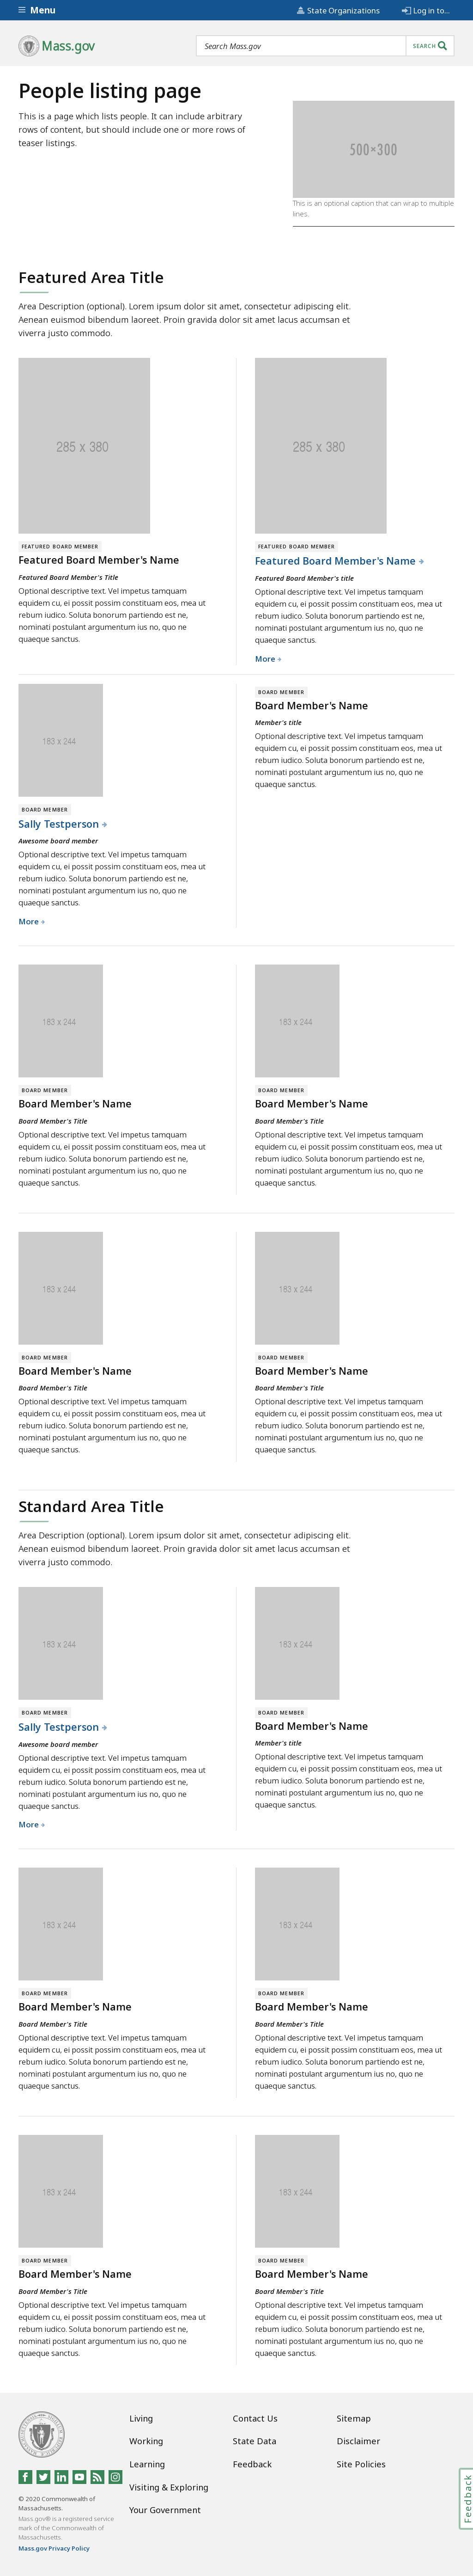 Menu
State Organizations
Log in to...
Mass.gov
Search Mass.gov
SEARCH
People listing page
This is a page which lists people. It can include arbitrary
rows of content, but should include one or more rows of
teaser listings.
500×300
This is an optional caption that can wrap to multiple
lines.
Featured Area Title
Area Description (optional). Lorem ipsum dolor sit amet, consectetur adipiscing elit.
Aenean euismod bibendum laoreet. Proin gravida dolor sit amet lacus accumsan et
viverra justo commodo.
285 x 380
FEATURED BOARD MEMBER
Featured Board Member's Name
Featured Board Member's Title
Optional descriptive text. Vel impetus tamquam
equidem cu, ei possit possim constituam eos, mea ut
rebum iudico. Soluta bonorum partiendo est ne,
nominati postulant argumentum ius no, quo ne
quaeque sanctus.
285 x 380
FEATURED BOARD MEMBER
Featured Board Member's Name
Featured Board Member's title
Optional descriptive text. Vel impetus tamquam
equidem cu, ei possit possim constituam eos, mea ut
rebum iudico. Soluta bonorum partiendo est ne,
nominati postulant argumentum ius no, quo ne
quaeque sanctus.
More
183 x 244
BOARD MEMBER
Sally Testperson
Awesome board member
Optional descriptive text. Vel impetus tamquam
equidem cu, ei possit possim constituam eos, mea ut
rebum iudico. Soluta bonorum partiendo est ne,
nominati postulant argumentum ius no, quo ne
quaeque sanctus.
More
BOARD MEMBER
Board Member's Name
Member's title
Optional descriptive text. Vel impetus tamquam
equidem cu, ei possit possim constituam eos, mea ut
rebum iudico. Soluta bonorum partiendo est ne,
nominati postulant argumentum ius no, quo ne
quaeque sanctus.
183 x 244
BOARD MEMBER
Board Member's Name
Board Member's Title
Optional descriptive text. Vel impetus tamquam
equidem cu, ei possit possim constituam eos, mea ut
rebum iudico. Soluta bonorum partiendo est ne,
nominati postulant argumentum ius no, quo ne
quaeque sanctus.
183 x 244
BOARD MEMBER
Board Member's Name
Board Member's Title
Optional descriptive text. Vel impetus tamquam
equidem cu, ei possit possim constituam eos, mea ut
rebum iudico. Soluta bonorum partiendo est ne,
nominati postulant argumentum ius no, quo ne
quaeque sanctus.
183 x 244
BOARD MEMBER
Board Member's Name
Board Member's Title
Optional descriptive text. Vel impetus tamquam
equidem cu, ei possit possim constituam eos, mea ut
rebum iudico. Soluta bonorum partiendo est ne,
nominati postulant argumentum ius no, quo ne
quaeque sanctus.
183 x 244
BOARD MEMBER
Board Member's Name
Board Member's Title
Optional descriptive text. Vel impetus tamquam
equidem cu, ei possit possim constituam eos, mea ut
rebum iudico. Soluta bonorum partiendo est ne,
nominati postulant argumentum ius no, quo ne
quaeque sanctus.
Standard Area Title
Area Description (optional). Lorem ipsum dolor sit amet, consectetur adipiscing elit.
Aenean euismod bibendum laoreet. Proin gravida dolor sit amet lacus accumsan et
viverra justo commodo.
183 x 244
BOARD MEMBER
Sally Testperson
Awesome board member
Optional descriptive text. Vel impetus tamquam
equidem cu, ei possit possim constituam eos, mea ut
rebum iudico. Soluta bonorum partiendo est ne,
nominati postulant argumentum ius no, quo ne
quaeque sanctus.
More
183 x 244
BOARD MEMBER
Board Member's Name
Member's title
Optional descriptive text. Vel impetus tamquam
equidem cu, ei possit possim constituam eos, mea ut
rebum iudico. Soluta bonorum partiendo est ne,
nominati postulant argumentum ius no, quo ne
quaeque sanctus.
183 x 244
BOARD MEMBER
Board Member's Name
Board Member's Title
Optional descriptive text. Vel impetus tamquam
equidem cu, ei possit possim constituam eos, mea ut
rebum iudico. Soluta bonorum partiendo est ne,
nominati postulant argumentum ius no, quo ne
quaeque sanctus.
183 x 244
BOARD MEMBER
Board Member's Name
Board Member's Title
Optional descriptive text. Vel impetus tamquam
equidem cu, ei possit possim constituam eos, mea ut
rebum iudico. Soluta bonorum partiendo est ne,
nominati postulant argumentum ius no, quo ne
quaeque sanctus.
183 x 244
BOARD MEMBER
Board Member's Name
Board Member's Title
Optional descriptive text. Vel impetus tamquam
equidem cu, ei possit possim constituam eos, mea ut
rebum iudico. Soluta bonorum partiendo est ne,
nominati postulant argumentum ius no, quo ne
quaeque sanctus.
183 x 244
BOARD MEMBER
Board Member's Name
Board Member's Title
Optional descriptive text. Vel impetus tamquam
equidem cu, ei possit possim constituam eos, mea ut
rebum iudico. Soluta bonorum partiendo est ne,
nominati postulant argumentum ius no, quo ne
quaeque sanctus.
© 2020 Commonwealth of
Massachusetts.
Mass.gov® is a registered service
mark of the Commonwealth of
Massachusetts.
Mass.gov Privacy Policy
Living
Working
Learning
Visiting & Exploring
Your Government
Contact Us
State Data
Feedback
Sitemap
Disclaimer
Site Policies
Feedback